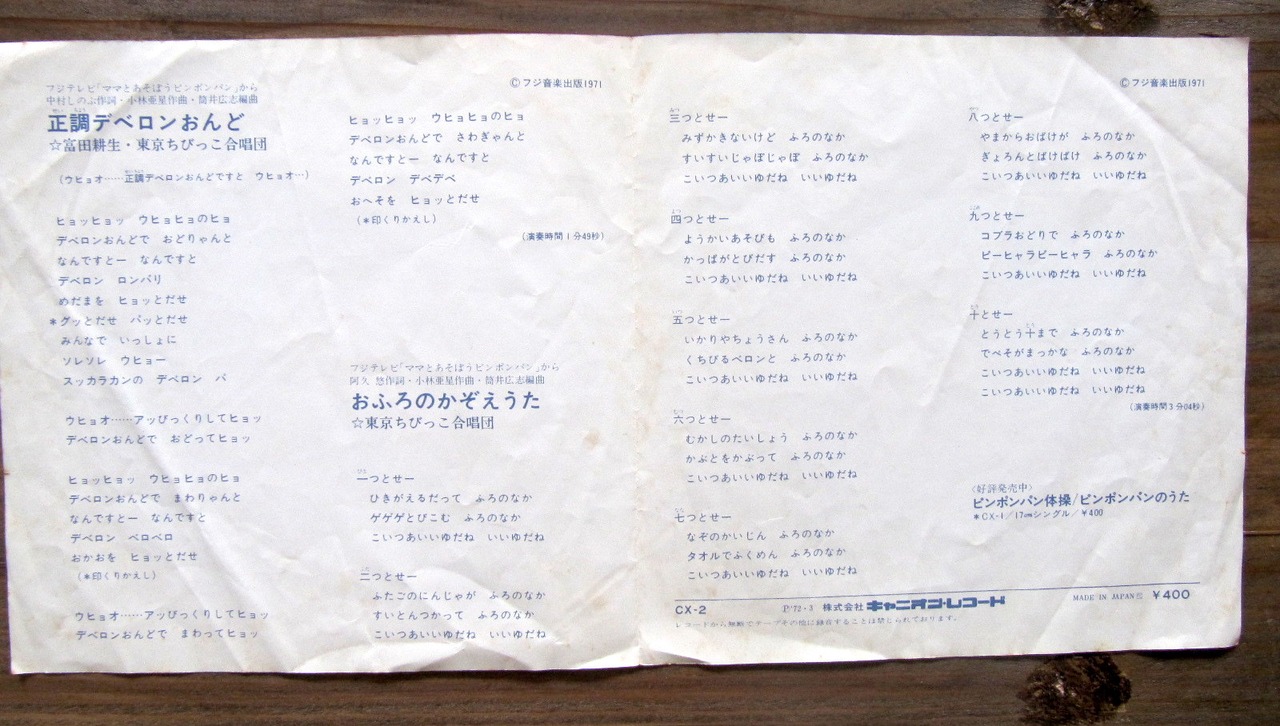 フジテレビ「ママとあそぼうピンポンパン」から
中村しのぶ作詞・小林亜星作曲・筒井広志編曲
正調デベロンおんど
☆富田耕生・東京ちびっこ合唱団
(ウヒョオ……正調デベロンおんどですと ウヒョオ…)
ヒョッヒョッ ウヒョヒョのヒョ
デベロンおんどで おどりゃんと
なんですとー なんですと
デベロン ロンパリ
めだまを ヒョッとだせ
*グッとだせ パッとだせ
みんなで いっしょに
ソレソレ ウヒョー
スッカラカンの デベロン パ
ウヒョオ……アッびっくりしてヒョッ
デベロンおんどで おどってヒョッ
ヒョッヒョッ ウヒョヒョのヒョ
デベロンおんどで まわりゃんと
なんですとー なんですと
デベロン ベロベロ
おかおを ヒョッとだせ
(*印くりかえし)
ウヒョオ……アッびっくりしてヒョッ
デベロンおんどで まわってヒョッ
Ⓒフジ音楽出版1971
ヒョッヒョッ ウヒョヒョのヒョ
デベロンおんどで さわぎゃんと
なんですとー なんですと
デベロン デベデベ
おへそを ヒョッとだせ
(*印くりかえし)
(演奏時間1分49秒)
フジテレビ「ママとあそぼうピンポンパン」から
阿久 悠作詞・小林亜星作曲・筒井広志編曲
おふろのかぞえうた
☆東京ちびっこ合唱団
一つとせー
ひきがえるだって ふろのなか
ゲゲゲとびこむ ふろのなか
こいつあいいゆだね いいゆだね
二つとせー
ふたごのにんじゃが ふろのなか
すいとんつかって ふろのなか
こいつあいいゆだね いいゆだね
Ⓒフジ音楽出版1971
三つとせー
みずかきないけど ふろのなか
すいすいじゃぼじゃぼ ふろのなか
こいつあいいゆだね いいゆだね
四つとせー
ようかいあそびも ふろのなか
かっぱがとびだす ふろのなか
こいつあいいゆだね いいゆだね
五つとせー
いかりやちょうさん ふろのなか
くちびるベロンと ふろのなか
こいつあいいゆだね いいゆだね
六つとせー
むかしのたいしょう ふろのなか
かぶとをかぶって ふろのなか
こいつあいいゆだね いいゆだね
七つとせー
なぞのかいじん ふろのなか
タオルでふくめん ふろのなか
こいつあいいゆだね いいゆだね
八つとせー
やまからおばけが ふろのなか
ぎょろんとばけばけ ふろのなか
こいつあいいゆだね いいゆだね
九つとせー
コブラおどりで ふろのなか
ピーヒャラピーヒャラ ふろのなか
こいつあいいゆだね いいゆだね
十とせー
とうとう十まで ふろのなか
でべそがまっかな ふろのなか
こいつあいいゆだね いいゆだね
こいつあいいゆだね いいゆだね
(演奏時間3分04秒)
〈好評発売中〉
ピンポンパン体操/ピンポンパンのうた
*CX-1/17㎝シングル/¥400
CX-2 P/'72・3 株式会社キャニオン・レコード MADE IN JAPAN ¥400
レコードから無断でテープその他に録音することは禁じられております。